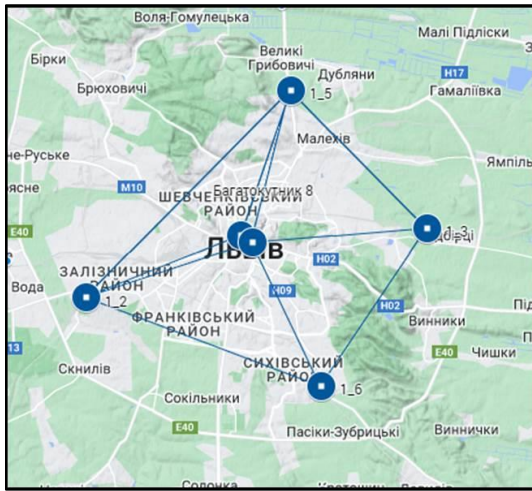 Воля-Гомулецька
Малі Підліски
Великі
Грибовичі
Дубляни
Бірки
Брюховичі
H17
1_5
Гамаліївка
Малехів
не-Руське
Ямпіль
M10
ясне
ШЕВЧЕНКІВСЬКИЙ
РАЙОН
Багатокутник 8
E40
1_3
Львів
H02
ЗАЛІЗНИЧНИЙ
РАЙОН
Вода
1_2
H09
H02
Під
ФРАНКІВСЬКИЙ
РАЙОН
Винники
13
E40
Чишки
Скнилів
СИХІВСЬКИЙ
РАЙОН
1_6
Сокільники
E40
Пасіки-Зубрицькі
Виннички